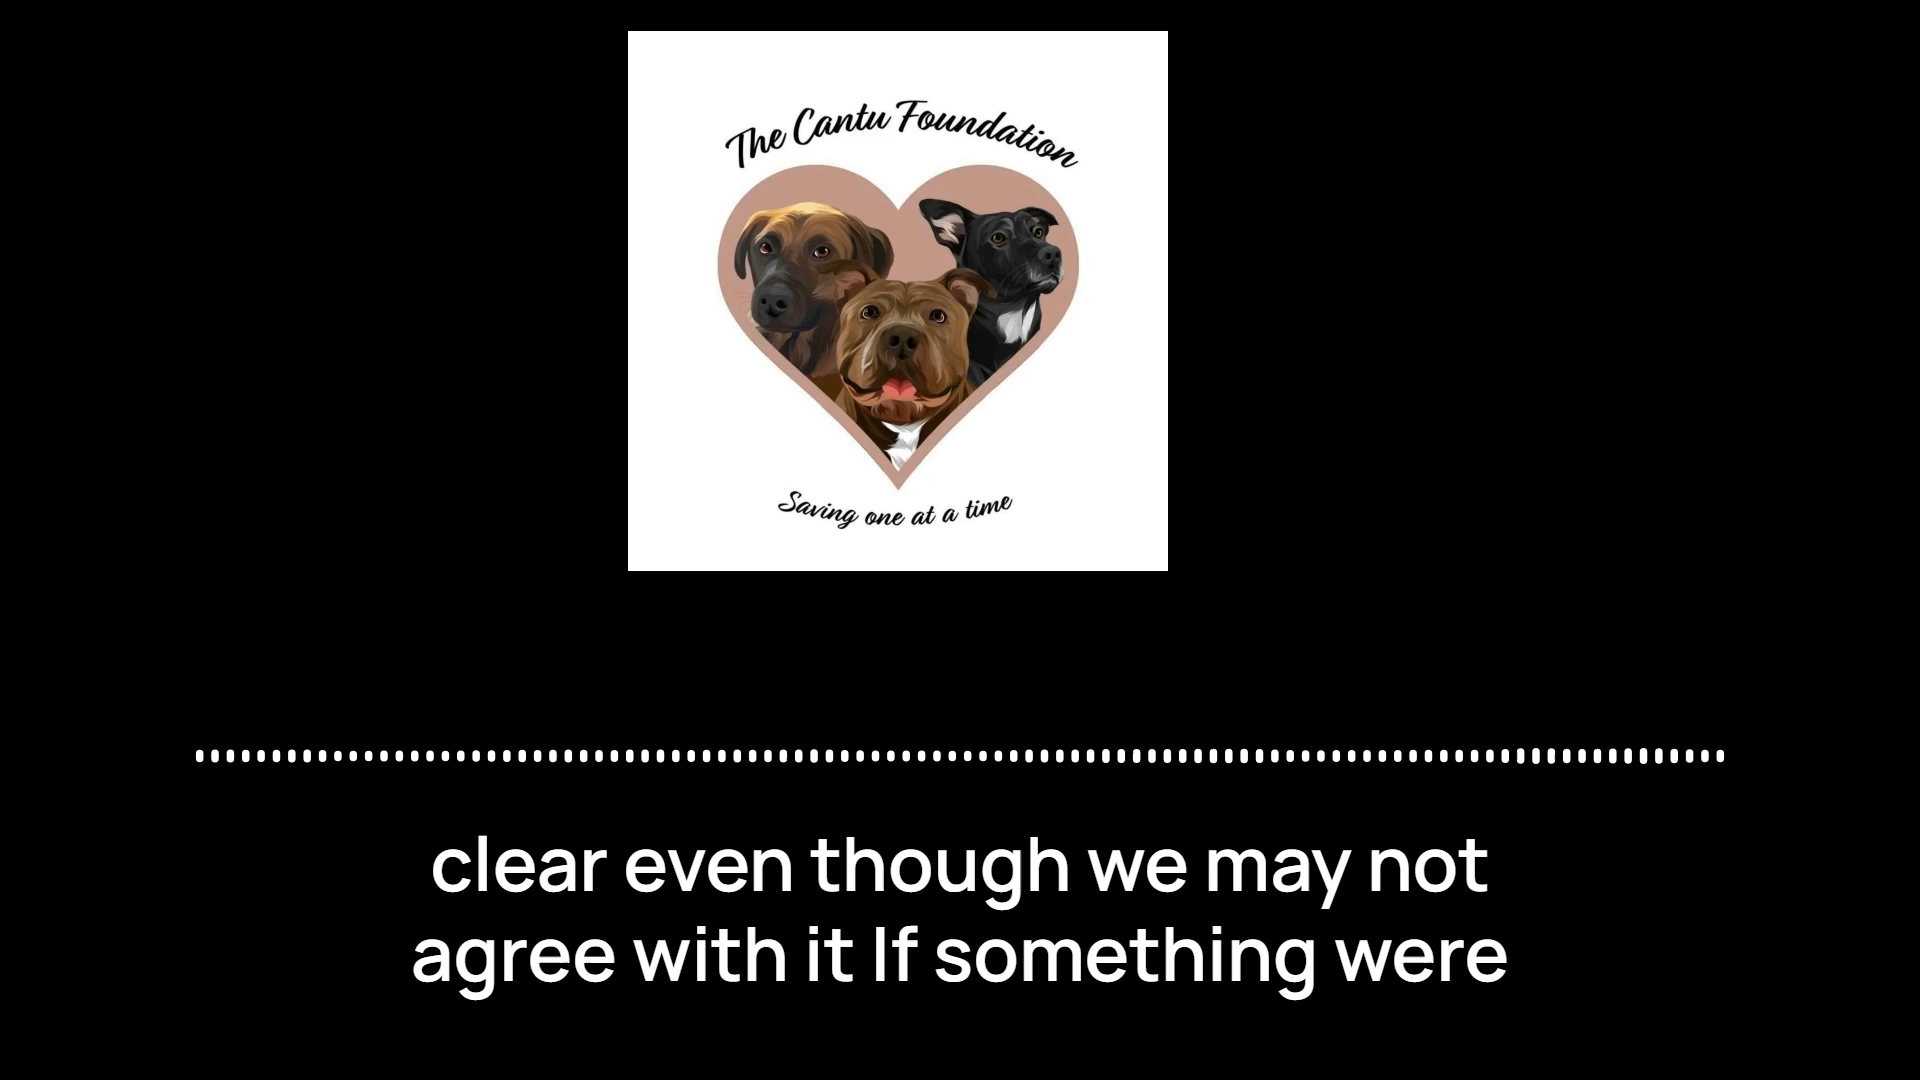 The Cantu Foundation
Saving one at a time
clear even though we may not
agree with it If something were